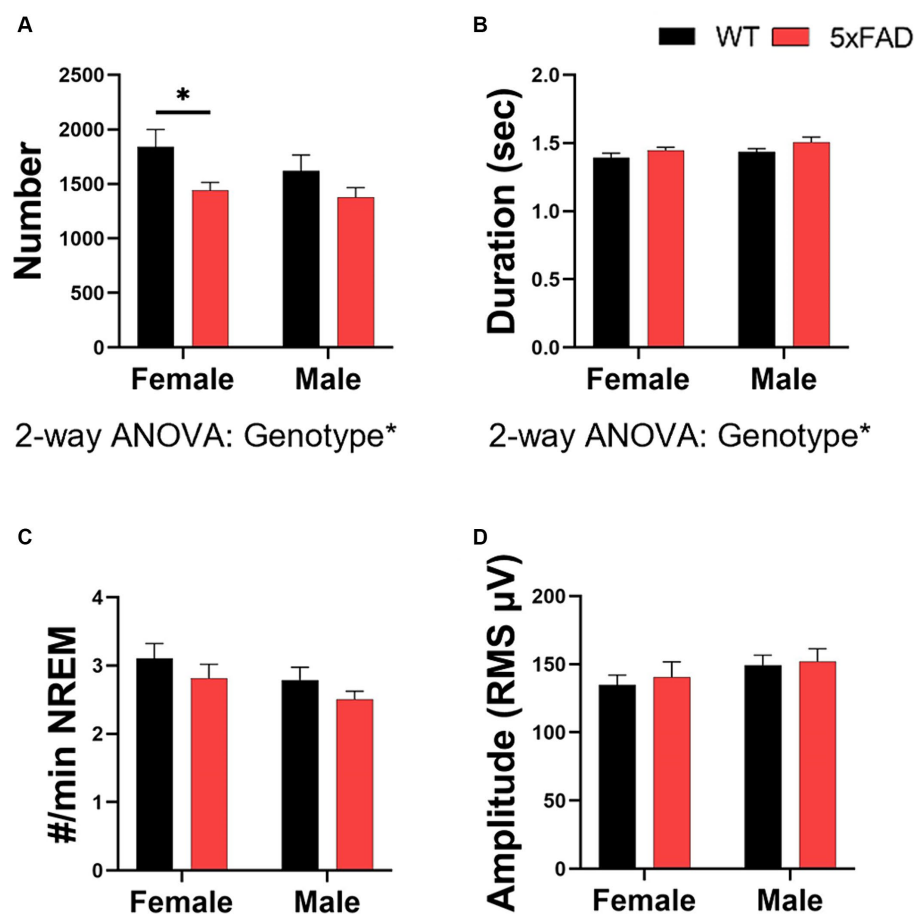 A
B
WT 5xFAD
Number
2500
2000
1500
1000
500
0
*
Female Male
2-way ANOVA: Genotype*
Duration (sec)
2.0
1.5
1.0
0.5
0.0
Female Male
2-way ANOVA: Genotype*
C
#/min NREM
4
3
2
1
0
Female Male
D
Amplitude (RMS µV)
200
150
100
50
0
Female Male